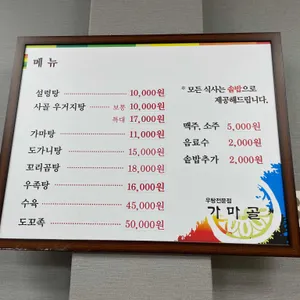 메 뉴
설렁탕 10,000원
사골 우거지탕 보통 10,000원
특대 17,000원
가마탕 11,000원
도가니탕 15,000원
꼬리곰탕 18,000원
우족탕 16,000원
수육 45,000원
도꼬족 50,000원
* 모든 식사는 솥밥으로
제공해드립니다.
맥주, 소주 5,000원
음료수 2,000원
솥밥추가 2,000원
우탕전문점
가마골